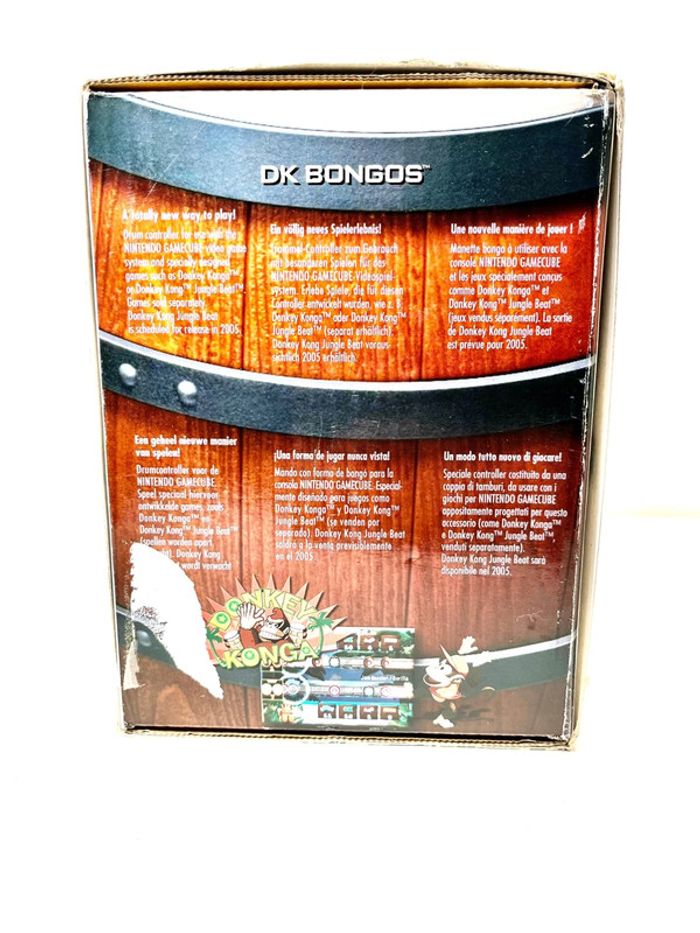 DK BONGOS™
A totally new way to play!
Drum controller for use with the
NINTENDO GAMECUBE video game
system and specially designed
games such as Donkey Konga™
or Donkey Kong™ Jungle Beat™
Games sold separately.
Donkey Kong Jungle Beat
is scheduled for release in 2005.
Ein völlig neues Spielerlebnis!
Trommel-Controller zum Gebrauch
mit besonderen Spielen für das
NINTENDO GAMECUBE-Videospiel-
system. Erlebe Spiele, die für diesen
Controller entwickelt wurden, wie z. B.
Donkey Konga™ oder Donkey Kong™
Jungle Beat™ (separat erhältlich).
Donkey Kong Jungle Beat voraus-
sichtlich 2005 erhältlich.
Une nouvelle manière de jouer !
Manette bongo à utiliser avec la
console NINTENDO GAMECUBE
et les jeux spécialement conçus
comme Donkey Konga™ et
Donkey Kong™ Jungle Beat™
(jeux vendus séparément). La sortie
de Donkey Kong Jungle Beat
est prévue pour 2005.
Een geheel nieuwe manier
van spelen!
Drumcontroller voor de
NINTENDO GAMECUBE.
Speel speciaal hiervoor
ontwikkelde games, zoals
Donkey Konga™ en
Donkey Kong™ Jungle Beat™
(spellen worden apart
Donkey Kong
wordt verwacht
¡Una forma de jugar nunca vista!
Mando con forma de bongó para la
consola NINTENDO GAMECUBE. Especial-
mente diseñado para juegos como
Donkey Konga™ y Donkey Kong™
Jungle Beat™ (se venden por
separado). Donkey Kong Jungle Beat
saldrá a la venta previsiblemente
en el 2005.
Un modo tutto nuovo di giocare!
Speciale controller costituito da una
coppia di tamburi, da usare con i
giochi per NINTENDO GAMECUBE
appositamente progettati per questo
accessorio (come Donkey Konga™
e Donkey Kong™ Jungle Beat™,
venduti separatamente).
Donkey Kong Jungle Beat sarà
disponibile nel 2005.
DONKEY
KONGA